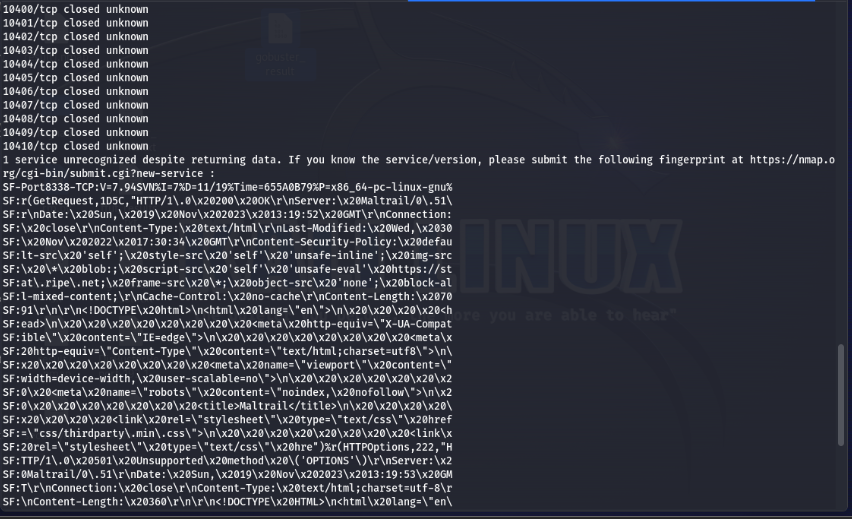 10400/tcp closed unknown
10401/tcp closed unknown
10402/tcp closed unknown
10403/tcp closed unknown
10404/tcp closed unknown
10405/tcp closed unknown
10406/tcp closed unknown
10407/tcp closed unknown
10408/tcp closed unknown
10409/tcp closed unknown
10410/tcp closed unknown
1 service unrecognized despite returning data. If you know the service/version, please submit the following fingerprint at https://nmap.o
rg/cgi-bin/submit.cgi?new-service :
SF-Port8338-TCP:V=7.94SVN%I=7%D=11/19%Time=655A0B79%P=x86_64-pc-linux-gnu%
SF:r(GetRequest,1D5C,"HTTP/1\.0\x20200\x20OK\r\nServer:\x20Maltrail/0\.51\
SF:r\nDate:\x20Sun,\x2019\x20Nov\x202023\x2013:19:52\x20GMT\r\nConnection:
SF:\x20close\r\nContent-Type:\x20text/html\r\nLast-Modified:\x20Wed,\x2030
SF:\x20Nov\x202022\x2017:30:34\x20GMT\r\nContent-Security-Policy:\x20defau
SF:lt-src\x20'self';\x20style-src\x20'self'\x20'unsafe-inline';\x20img-src
SF:\x20\*\x20blob:;\x20script-src\x20'self'\x20'unsafe-eval'\x20https://st
SF:at\.ripe\.net;\x20frame-src\x20\*;\x20object-src\x20'none';\x20block-al
SF:l-mixed-content;\r\nCache-Control:\x20no-cache\r\nContent-Length:\x2070
SF:91\r\n\r\n<!DOCTYPE\x20html>\n<html\x20lang=\"en\">\n\x20\x20\x20\x20<h
SF:ead>\n\x20\x20\x20\x20\x20\x20\x20\x20<meta\x20http-equiv=\"X-UA-Compat
SF:ible\"\x20content=\"IE=edge\">\n\x20\x20\x20\x20\x20\x20\x20\x20<meta\x
SF:20http-equiv=\"Content-Type\"\x20content=\"text/html;charset=utf8\">\n\
SF:x20\x20\x20\x20\x20\x20\x20\x20<meta\x20name=\"viewport\"\x20content=\"
SF:width=device-width,\x20user-scalable=no\">\n\x20\x20\x20\x20\x20\x20\x2
SF:0\x20<meta\x20name=\"robots\"\x20content=\"noindex,\x20nofollow\">\n\x2
SF:0\x20\x20\x20\x20\x20\x20\x20<title>Maltrail</title>\n\x20\x20\x20\x20\
SF:x20\x20\x20\x20<link\x20rel=\"stylesheet\"\x20type=\"text/css\"\x20href
SF:=\"css/thirdparty\.min\.css\">\n\x20\x20\x20\x20\x20\x20\x20\x20<link\x
SF:20rel=\"stylesheet\"\x20type=\"text/css\"\x20hre")%r(HTTPOptions,222,"H
SF:TTP/1\.0\x20501\x20Unsupported\x20method\x20\('OPTIONS'\)\r\nServer:\x2
SF:0Maltrail/0\.51\r\nDate:\x20Sun,\x2019\x20Nov\x202023\x2013:19:53\x20GM
SF:T\r\nConnection:\x20close\r\nContent-Type:\x20text/html;charset=utf-8\r
SF:\nContent-Length:\x20360\r\n\r\n<!DOCTYPE\x20HTML>\n<html\x20lang=\"en\
LINUX
you are able to hear"